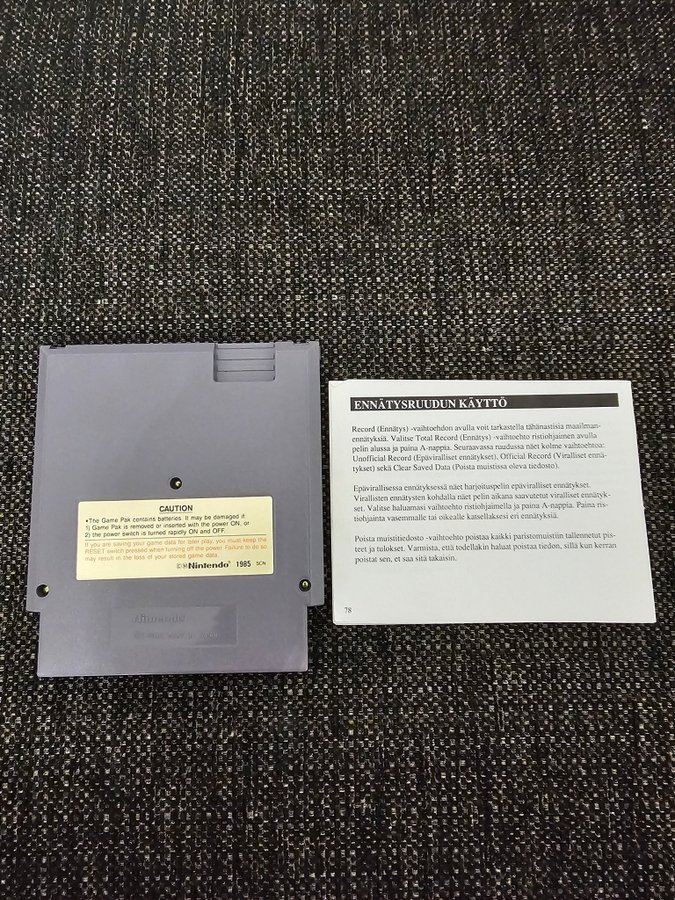 CAUTION
•The Game Pak contains batteries. It may be damaged if:
1) Game Pak is removed or inserted with the power ON, or
2) the power switch is turned rapidly ON and OFF.
If you are saving your game data for later play, you must keep the
RESET switch pressed when turning off the power. Failure to do so
may result in the loss of your stored game data.
©Ⓜ Nintendo® 1985 SCN
Nintendo
ENNÄTYSRUUDUN KÄYTTÖ
Record (Ennätys) -vaihtoehdon avulla voit tarkastella tähänastisia maailman-
ennätyksiä. Valitse Total Record (Ennätys) -vaihtoehto ristiohjaimen avulla
pelin alussa ja paina A-nappia. Seuraavassa ruudussa näet kolme vaihtoehtoa:
Unofficial Record (Epäviralliset ennätykset), Official Record (Viralliset ennä-
tykset) sekä Clear Saved Data (Poista muistissa oleva tiedosto).
Epävirallisessa ennätyksessä näet harjoituspelin epäviralliset ennätykset.
Virallisten ennätysten kohdalla näet pelin aikana saavutetut viralliset ennätyk-
set. Valitse haluamasi vaihtoehto ristiohjaimella ja paina A-nappia. Paina ris-
tiohjainta vasemmalle tai oikealle katsellaksesi eri ennätyksiä.
Poista muistitiedosto -vaihtoehto poistaa kaikki paristomuistiin tallennetut pis-
teet ja tulokset. Varmista, että todellakin haluat poistaa tiedon, sillä kun kerran
poistat sen, et saa sitä takaisin.
78